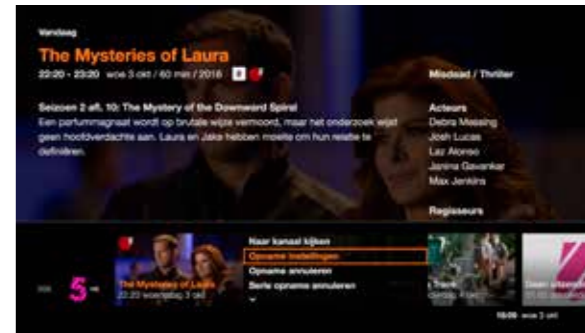 Vandaag
The Mysteries of Laura
22:20 - 23:20 woe 3 okt / 60 min / 2016
Misdaad / Thriller
Seizoen 2 afl. 10: The Mystery of the Downward Spiral
Een parfummagnaat wordt op brutale wijze vermoord, maar het onderzoek wijst
geen hoofdverdachte aan. Laura en Jake hebben moeite om hun relatie te
definiëren.
Acteurs
Debra Messing
Josh Lucas
Laz Alonso
Janina Gavankar
Max Jenkins
Regisseurs
Naar kanaal kijken
Opname instellingen
Opname annuleren
Serie opname annuleren
5
The Mysteries of Laura
22:20 woensdag 3 okt
Geen uitzend
woe 3 okt